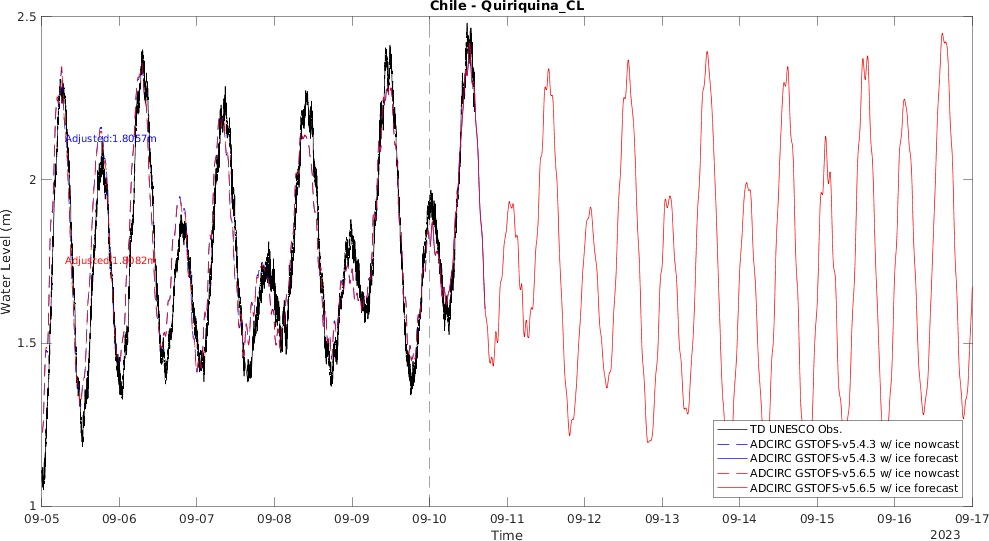 Chile - Quiriquina_CL
2.5
2
1.5
1
Water Level (m)
Adjusted:1.8057m
Adjusted:1.8082m
TD UNESCO Obs.
ADCIRC GSTOFS-v5.4.3 w/ ice nowcast
ADCIRC GSTOFS-v5.4.3 w/ ice forecast
ADCIRC GSTOFS-v5.6.5 w/ ice nowcast
ADCIRC GSTOFS-v5.6.5 w/ ice forecast
09-05 09-06 09-07 09-08 09-09 09-10 09-11 09-12 09-13 09-14 09-15 09-16 09-17
Time
2023